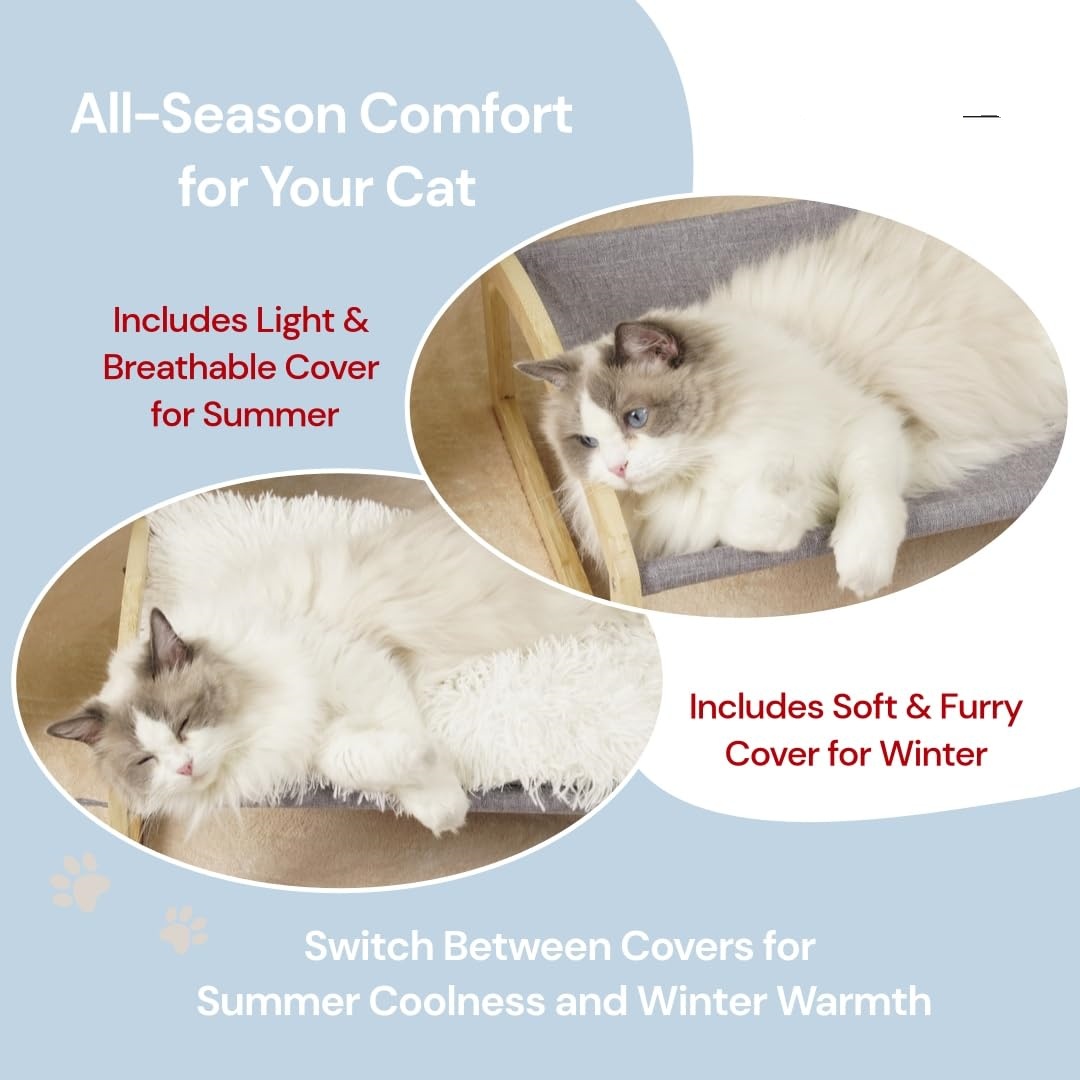 All-Season Comfort
for Your Cat
Includes Light &
Breathable Cover
for Summer
Includes Soft & Furry
Cover for Winter
Switch Between Covers for
Summer Coolness and Winter Warmth